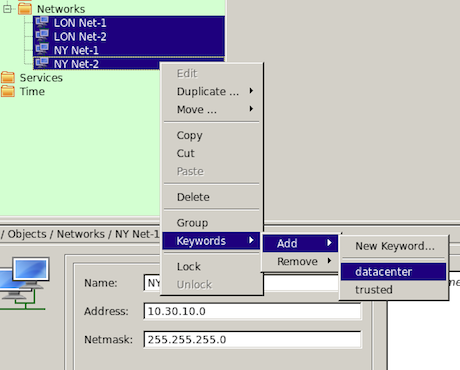 Networks
LON Net-1
LON Net-2
NY Net-1
NY Net-2
Services
Time
Edit
Duplicate ...
Move ...
Copy
Cut
Paste
Delete
Group
Keywords
Lock
Unlock
Add
Remove
New Keyword...
datacenter
trusted
/ Objects / Networks / NY Net-1
Name: NY
Address: 10.30.10.0
Netmask: 255.255.255.0